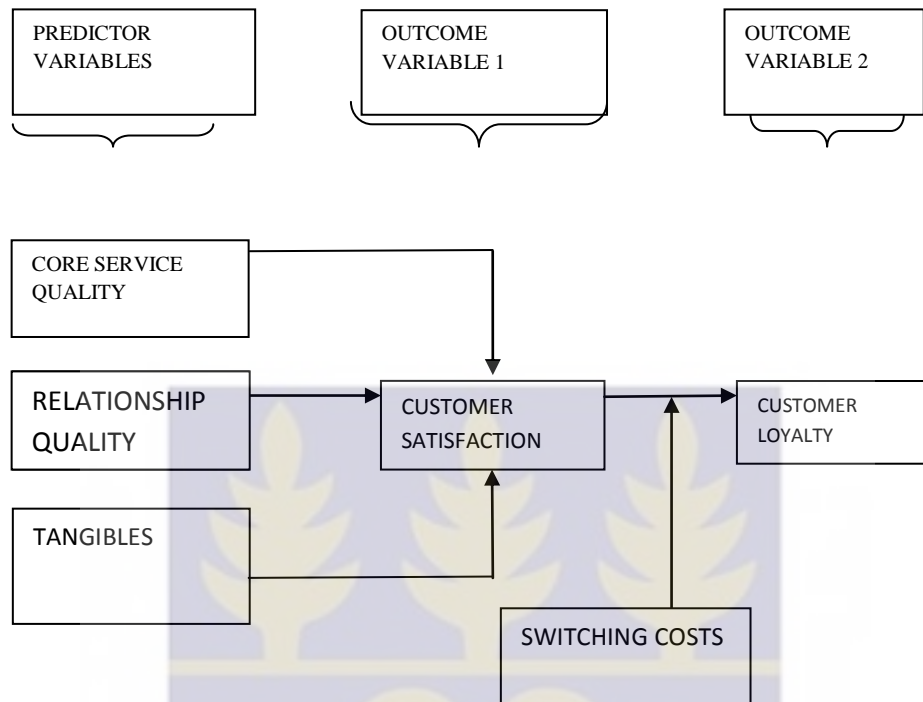 PREDICTOR
VARIABLES
OUTCOME
VARIABLE 1
OUTCOME
VARIABLE 2
CORE SERVICE
QUALITY
RELATIONSHIP
QUALITY
CUSTOMER
SATISFACTION
CUSTOMER
LOYALTY
TANGIBLES
SWITCHING COSTS